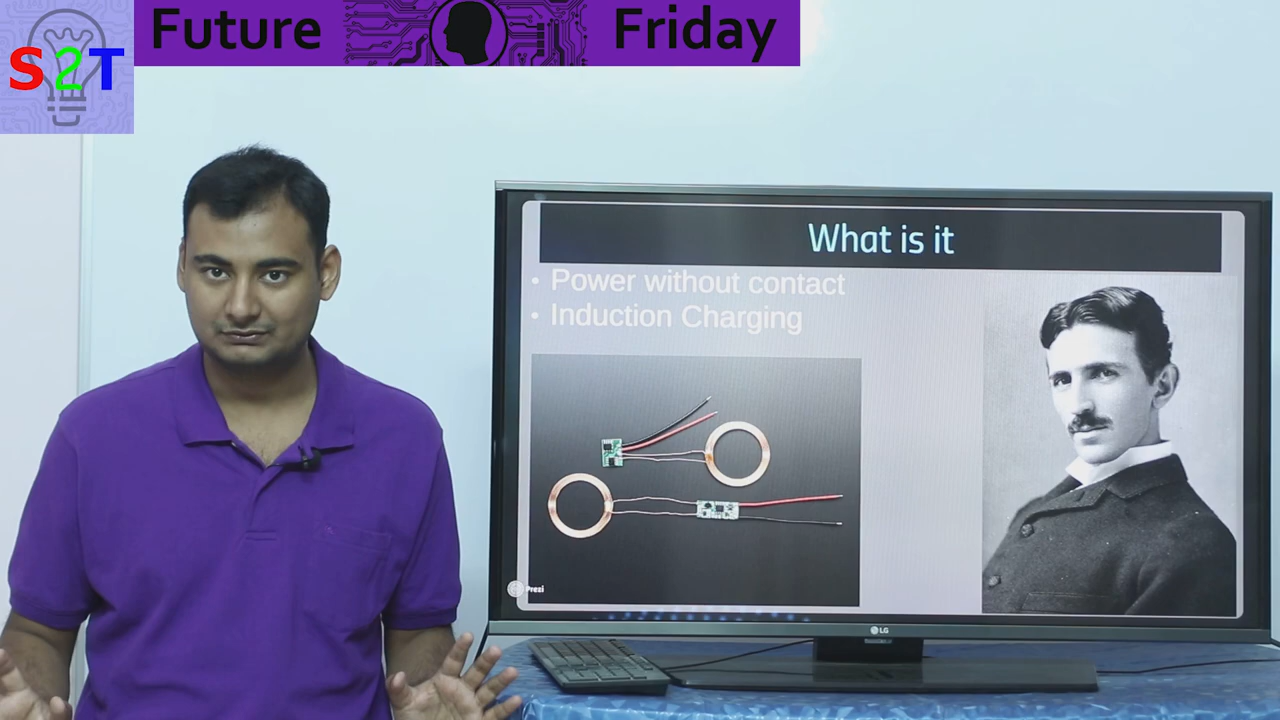 Future Friday
S2T
What is it
• Power without contact
• Induction Charging
Prezi
LG